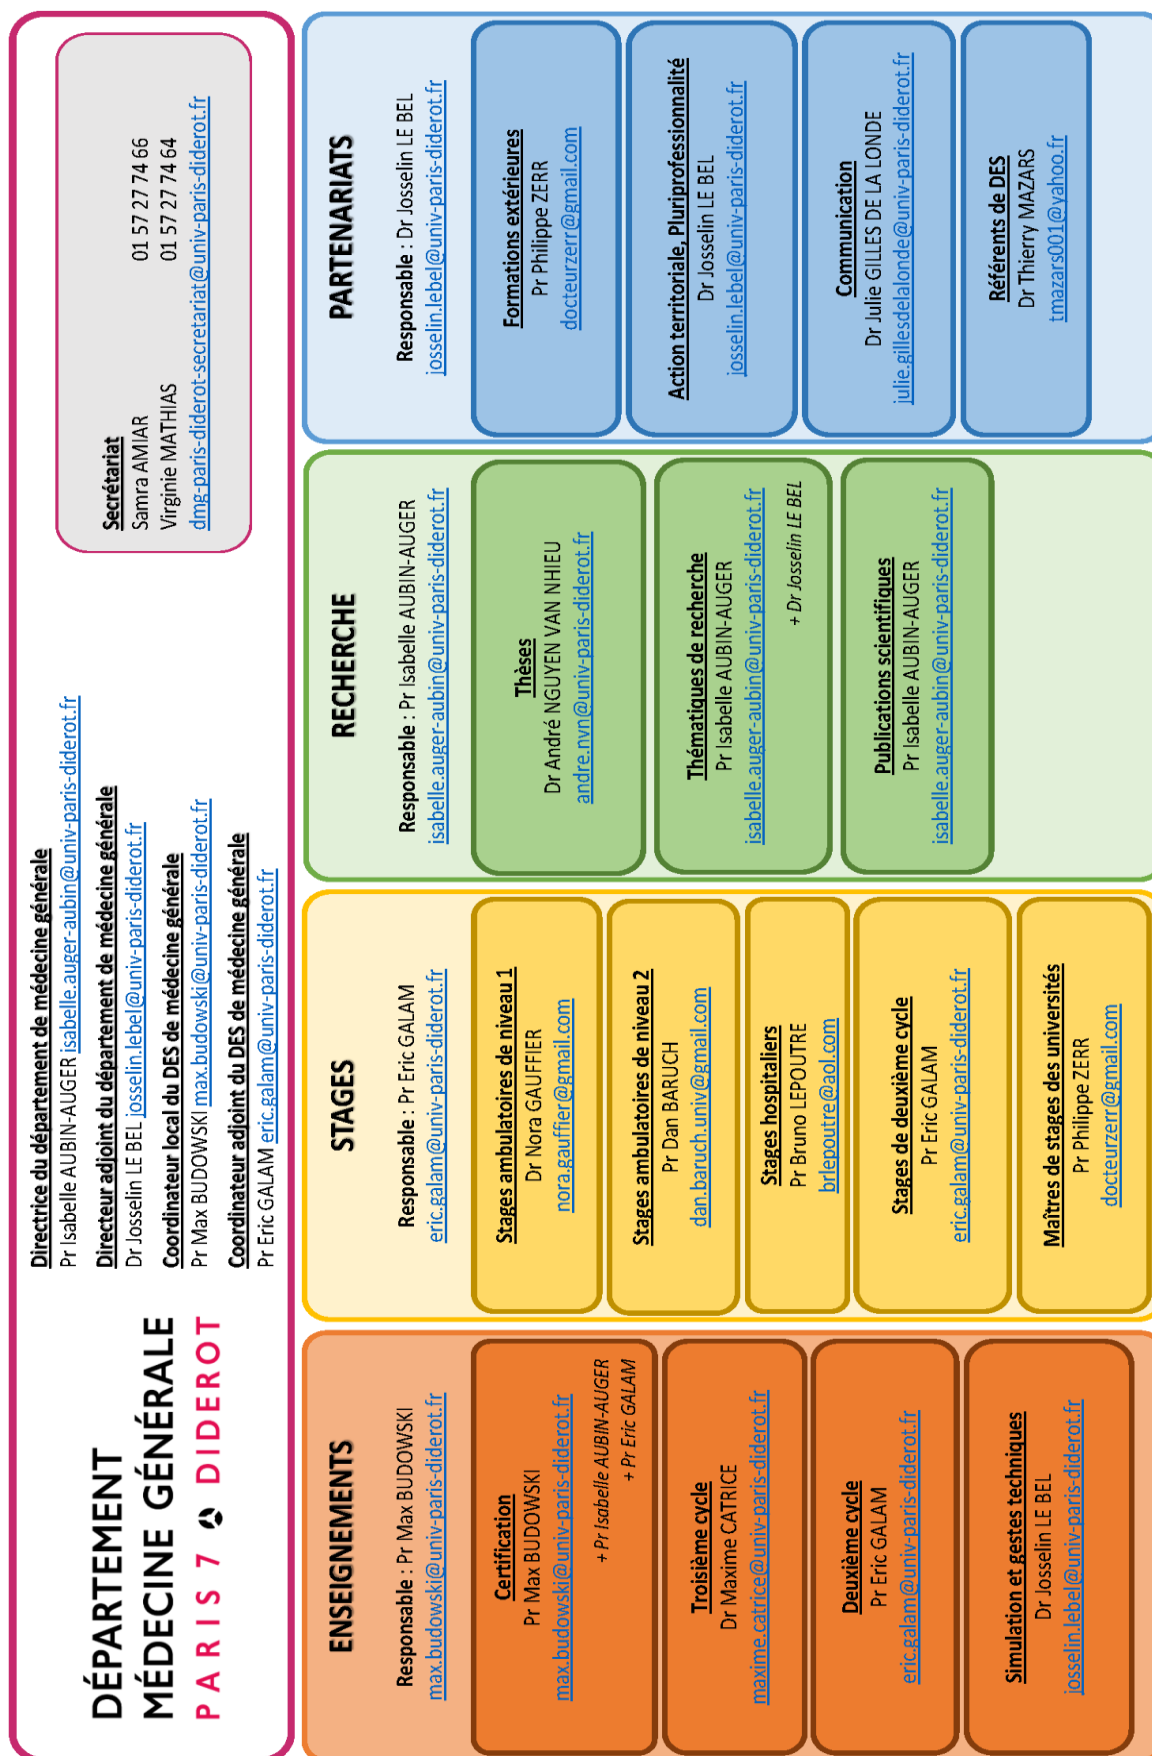 DÉPARTEMENT
MÉDECINE GÉNÉRALE
PARIS 7 DIDEROT
Directrice du département de médecine générale
Pr Isabelle AUBIN-AUGER isabelle.auger-aubin@univ-paris-diderot.fr
Directeur adjoint du département de médecine générale
Dr Josselin LE BEL josselin.lebel@univ-paris-diderot.fr
Coordinateur local du DES de médecine générale
Pr Max BUDOWSKI max.budowski@univ-paris-diderot.fr
Coordinateur adjoint du DES de médecine générale
Pr Eric GALAM eric.galam@univ-paris-diderot.fr
Secrétariat
Samra AMIAR 01 57 27 74 66
Virginie MATHIAS 01 57 27 74 64
dmg-paris-diderot-secretariat@univ-paris-diderot.fr
ENSEIGNEMENTS
Responsable : Pr Max BUDOWSKI
max.budowski@univ-paris-diderot.fr
Certification
Pr Max BUDOWSKI
max.budowski@univ-paris-diderot.fr
+ Pr Isabelle AUBIN-AUGER
+ Pr Eric GALAM
Troisième cycle
Dr Maxime CATRICE
maxime.catrice@univ-paris-diderot.fr
Deuxième cycle
Pr Eric GALAM
eric.galam@univ-paris-diderot.fr
Simulation et gestes techniques
Dr Josselin LE BEL
josselin.lebel@univ-paris-diderot.fr
STAGES
Responsable : Pr Eric GALAM
eric.galam@univ-paris-diderot.fr
Stages ambulatoires de niveau 1
Dr Nora GAUFFIER
nora.gauffier@gmail.com
Stages ambulatoires de niveau 2
Pr Dan BARUCH
dan.baruch.univ@gmail.com
Stages hospitaliers
Pr Bruno LEPOUTRE
brlepoutre@aol.com
Stages de deuxième cycle
Pr Eric GALAM
eric.galam@univ-paris-diderot.fr
Maîtres de stages des universités
Pr Philippe ZERR
docteurzerr@gmail.com
RECHERCHE
Responsable : Pr Isabelle AUBIN-AUGER
isabelle.auger-aubin@univ-paris-diderot.fr
Thèses
Dr André NGUYEN VAN NHIEU
andre.nvn@univ-paris-diderot.fr
Thématiques de recherche
Pr Isabelle AUBIN-AUGER
isabelle.auger-aubin@univ-paris-diderot.fr
+ Dr Josselin LE BEL
Publications scientifiques
Pr Isabelle AUBIN-AUGER
isabelle.auger-aubin@univ-paris-diderot.fr
PARTENARIATS
Responsable : Dr Josselin LE BEL
josselin.lebel@univ-paris-diderot.fr
Formations extérieures
Pr Philippe ZERR
docteurzerr@gmail.com
Action territoriale, Pluriprofessionnalité
Dr Josselin LE BEL
josselin.lebel@univ-paris-diderot.fr
Communication
Dr Julie GILLES DE LA LONDE
julie.gillesdelalonde@univ-paris-diderot.fr
Référents de DES
Dr Thierry MAZARS
tmazars001@yahoo.fr